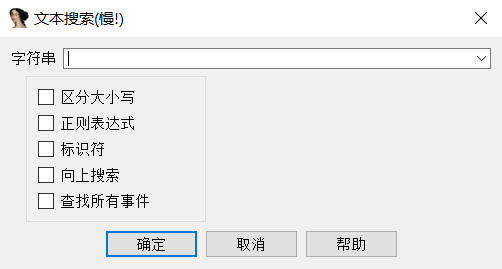 文本搜索(慢!)
字符串
区分大小写
正则表达式
标识符
向上搜索
查找所有事件
确定 取消 帮助